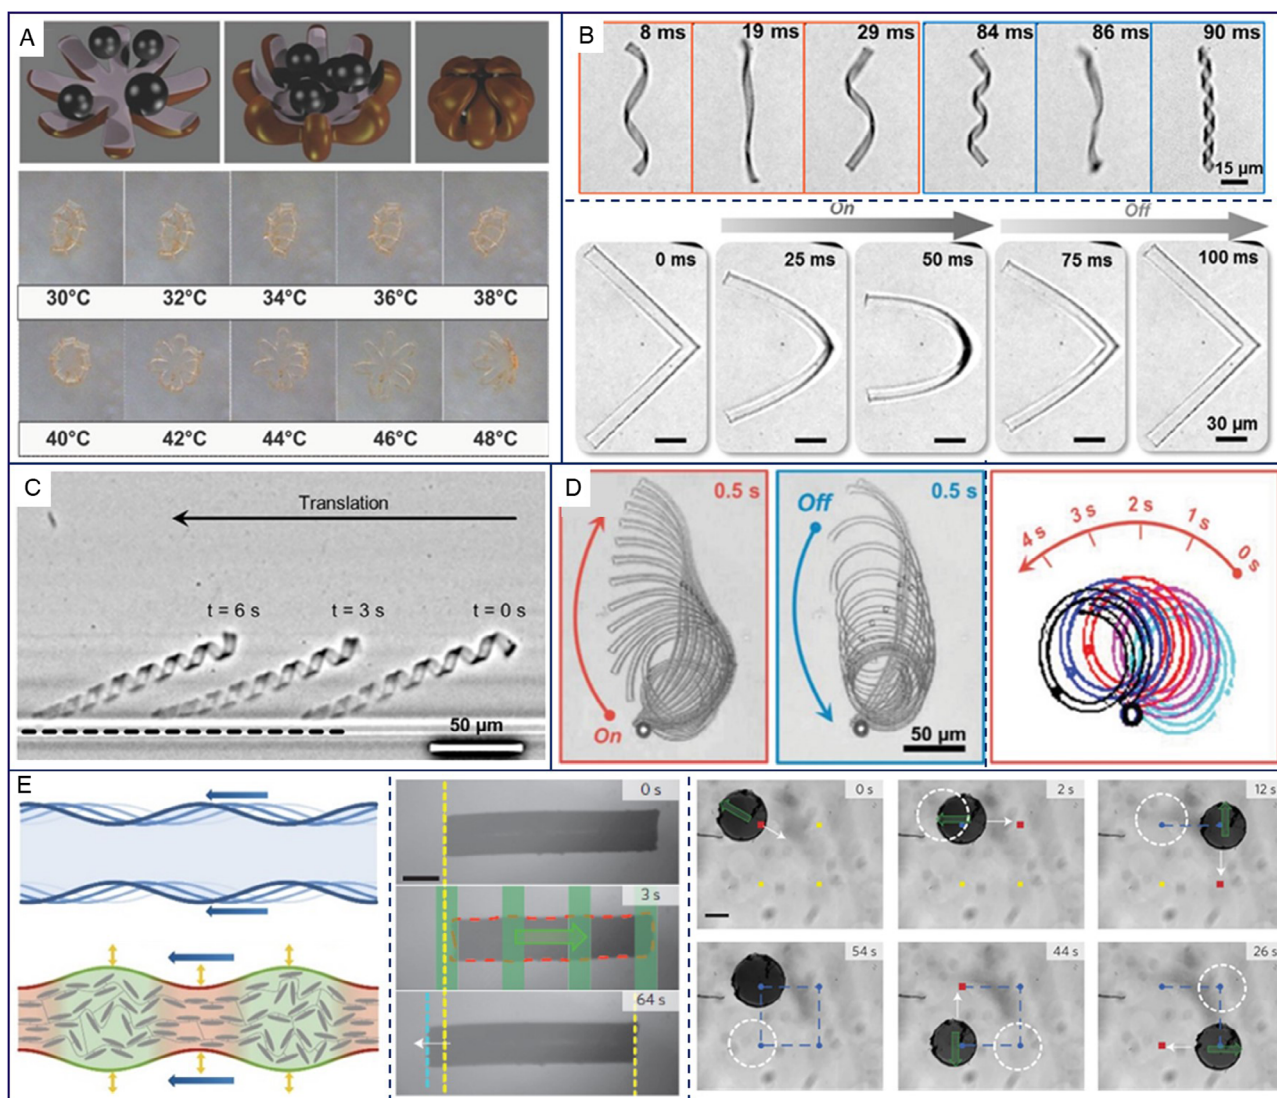 A
30°C 32°C 34°C 36°C 38°C
40°C 42°C 44°C 46°C 48°C
B
8 ms 19 ms 29 ms 84 ms 86 ms 90 ms
15 µm
On Off
0 ms 25 ms 50 ms 75 ms 100 ms
30 µm
C
Translation
t = 6 s t = 3 s t = 0 s
50 µm
D
0.5 s
On
0.5 s
Off
50 µm
4 s 3 s 2 s 1 s 0 s
E
0 s
3 s
64 s
0 s 2 s 12 s
54 s 44 s 26 s